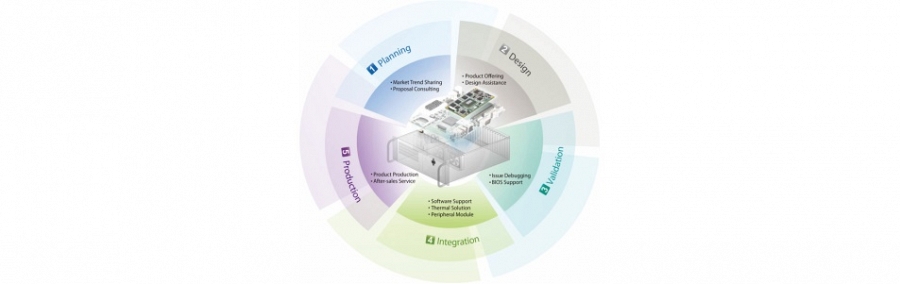 1 Planning
• Market Trend Sharing
• Proposal Consulting
2 Design
• Product Offering
• Design Assistance
3 Validation
• Issue Debugging
• BIOS Support
4 Integration
• Software Support
• Thermal Solution
• Peripheral Module
5 Production
• Product Production
• After-sales Service